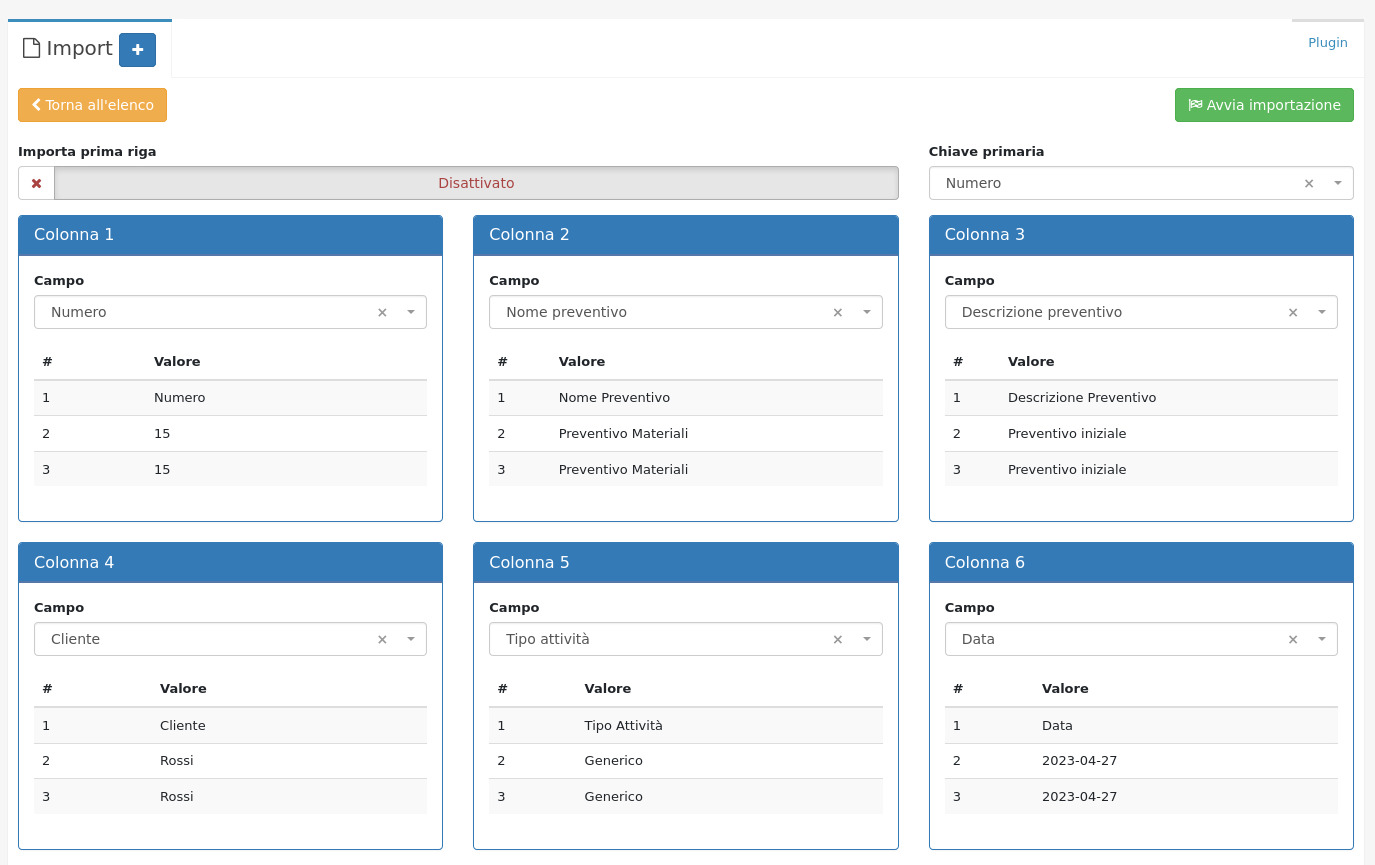 Import
Plugin
Torna all'elenco
Avvia importazione
Importa prima riga
Chiave primaria
Disattivato
Numero
Colonna 1
Campo
Numero
# Valore
1 Numero
2 15
3 15
Colonna 2
Campo
Nome preventivo
# Valore
1 Nome Preventivo
2 Preventivo Materiali
3 Preventivo Materiali
Colonna 3
Campo
Descrizione preventivo
# Valore
1 Descrizione Preventivo
2 Preventivo iniziale
3 Preventivo iniziale
Colonna 4
Campo
Cliente
# Valore
1 Cliente
2 Rossi
3 Rossi
Colonna 5
Campo
Tipo attività
# Valore
1 Tipo Attività
2 Generico
3 Generico
Colonna 6
Campo
Data
# Valore
1 Data
2 2023-04-27
3 2023-04-27